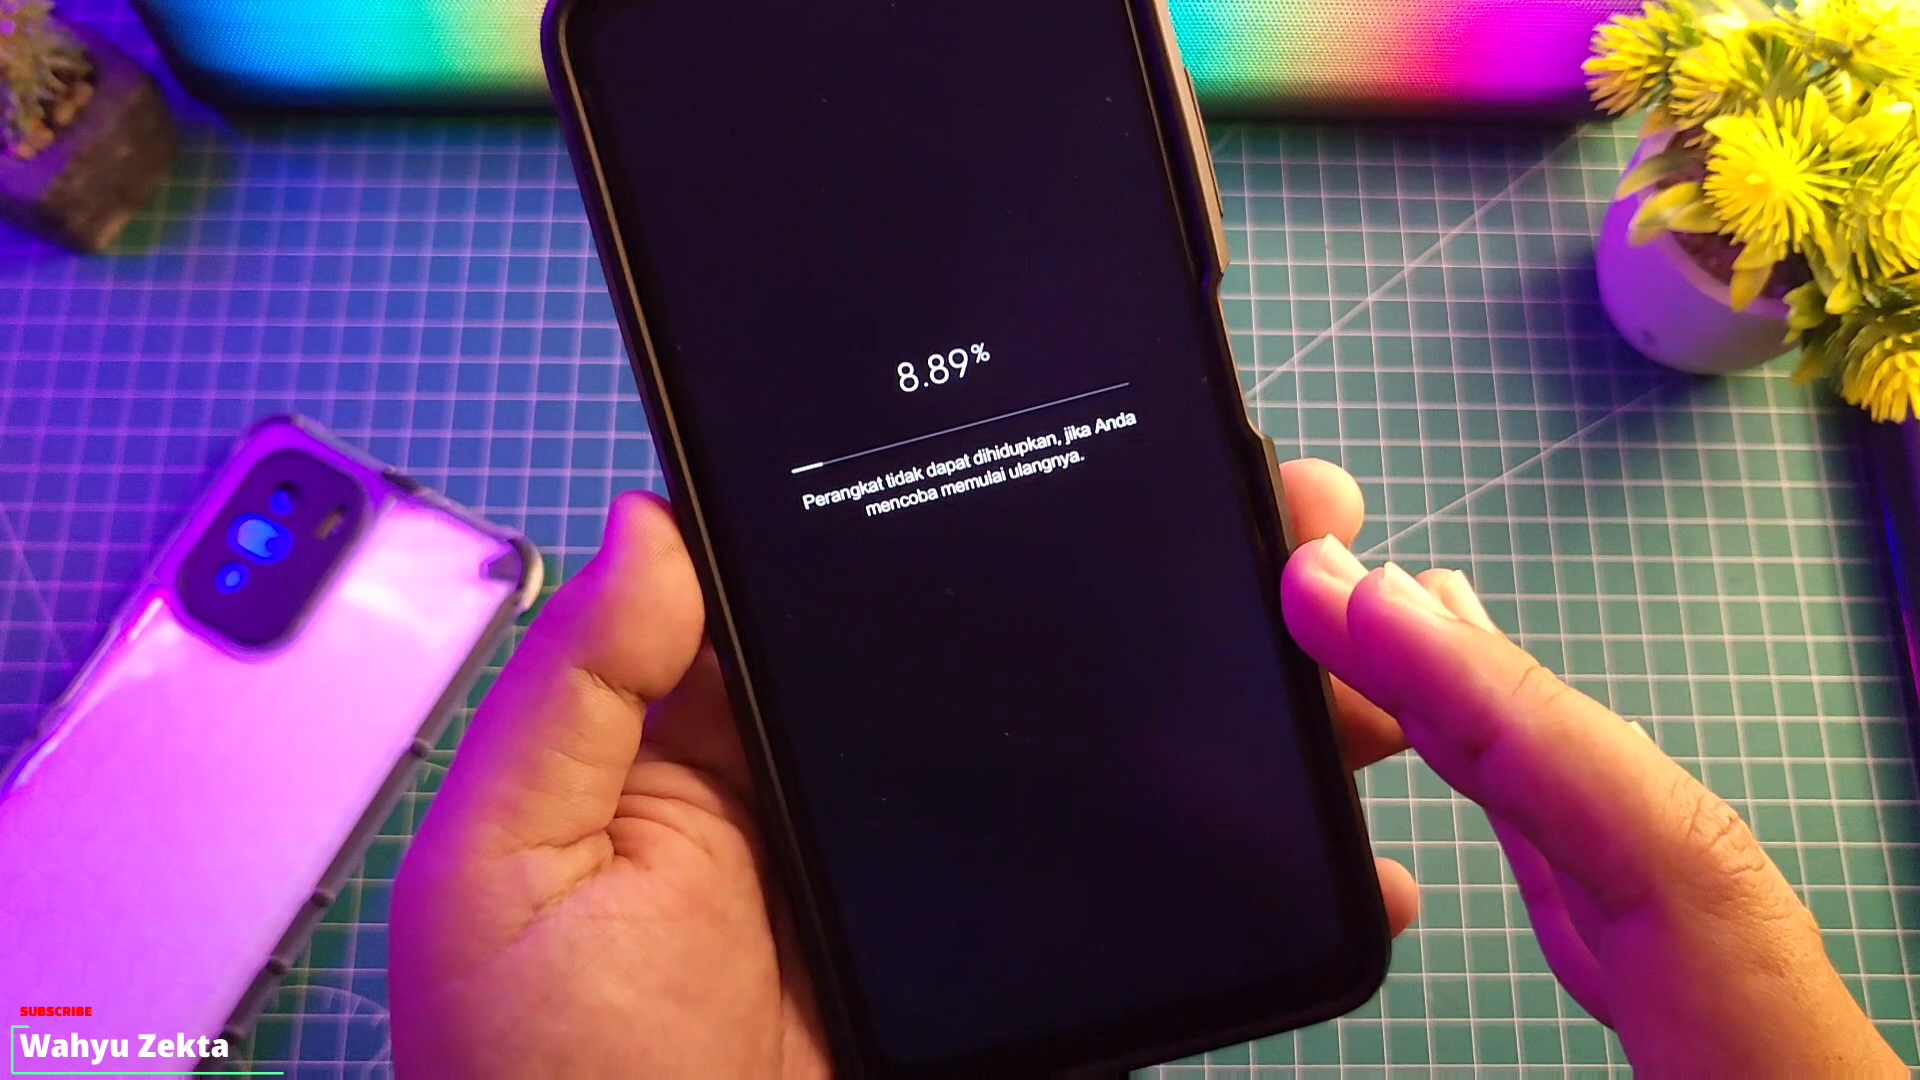 8.89%
Perangkat tidak dapat dihidupkan, jika Anda
mencoba memulai ulangnya.
SUBSCRIBE
Wahyu Zekta